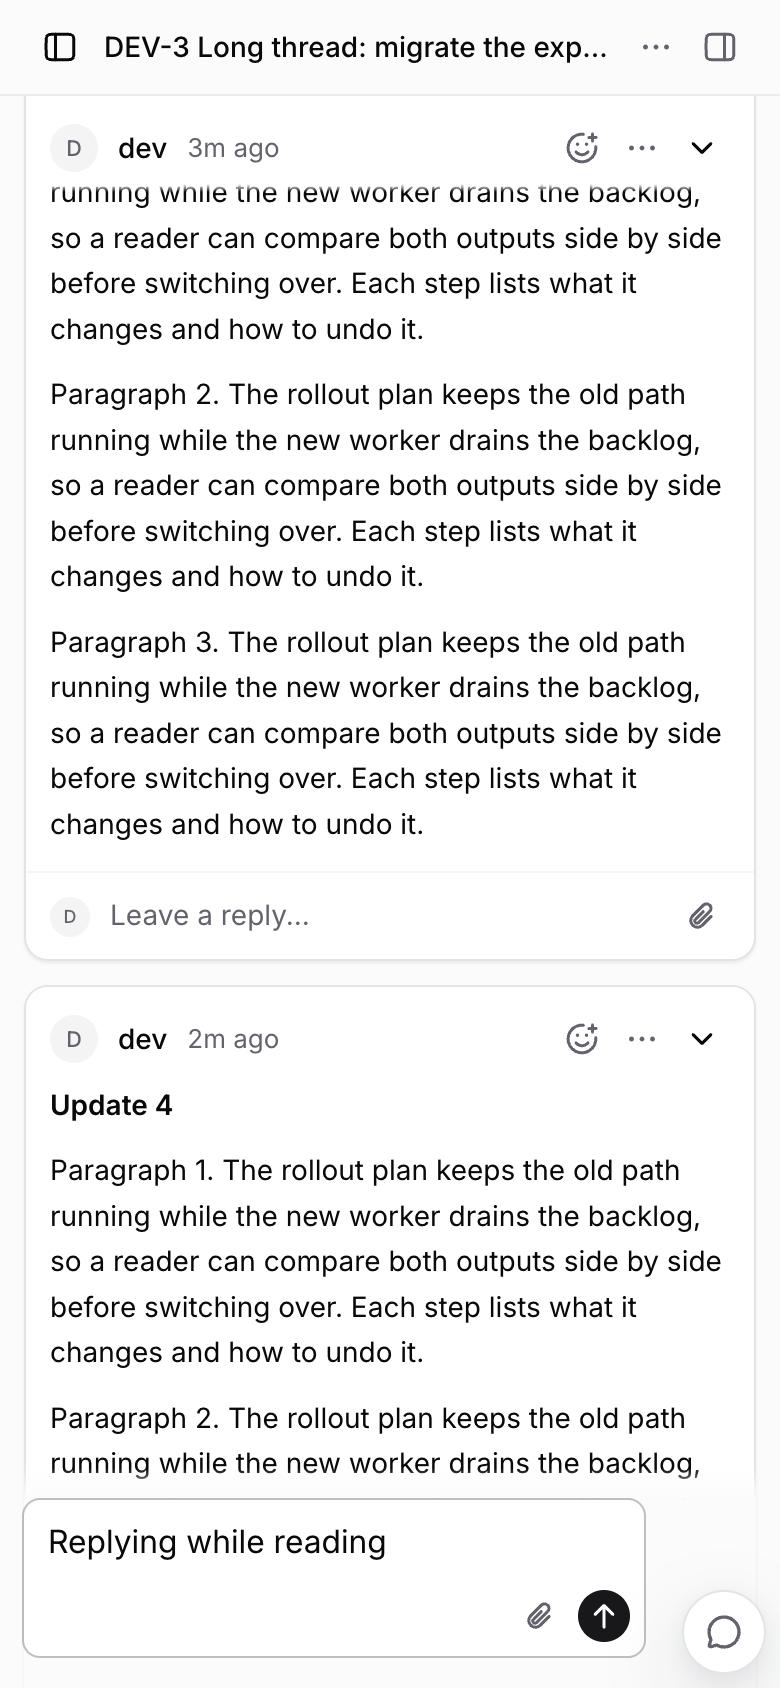 DEV-3 Long thread: migrate the exp...
D dev 3m ago
running while the new worker drains the backlog,
so a reader can compare both outputs side by side
before switching over. Each step lists what it
changes and how to undo it.
Paragraph 2. The rollout plan keeps the old path
running while the new worker drains the backlog,
so a reader can compare both outputs side by side
before switching over. Each step lists what it
changes and how to undo it.
Paragraph 3. The rollout plan keeps the old path
running while the new worker drains the backlog,
so a reader can compare both outputs side by side
before switching over. Each step lists what it
changes and how to undo it.
D Leave a reply...
D dev 2m ago
Update 4
Paragraph 1. The rollout plan keeps the old path
running while the new worker drains the backlog,
so a reader can compare both outputs side by side
before switching over. Each step lists what it
changes and how to undo it.
Paragraph 2. The rollout plan keeps the old path
running while the new worker drains the backlog,
Replying while reading